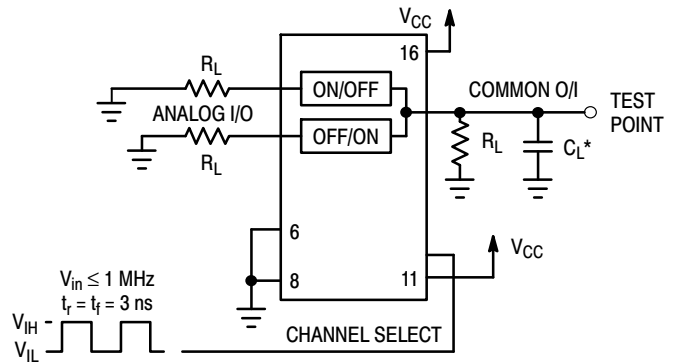 V_CC
16
R_L
ON/OFF
COMMON O/I
TEST
POINT
ANALOG I/O
OFF/ON
R_L
R_L
C_L*
6
V_CC
8
11
V_in ≤ 1 MHz
t_r = t_f = 3 ns
V_IH
V_IL
CHANNEL SELECT